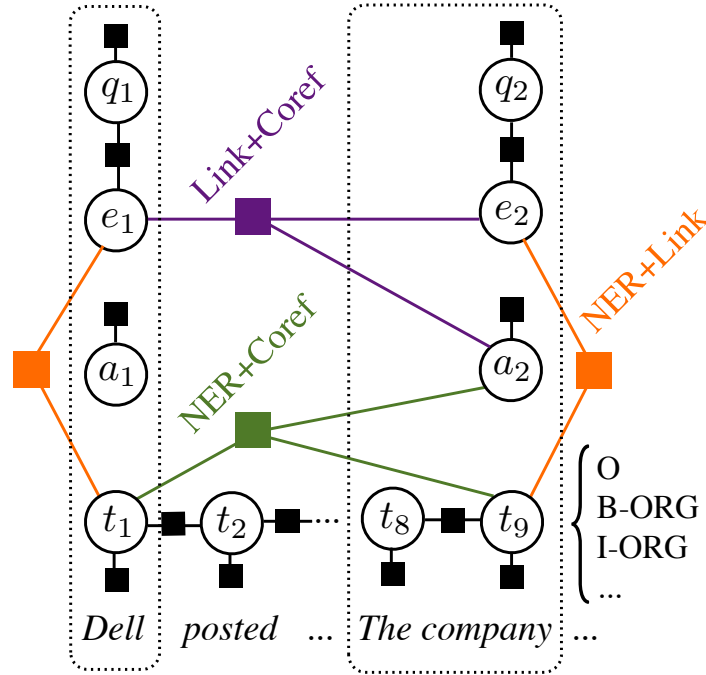 q1
q2
Link+Coref
e1
e2
NER+Link
NER+Coref
a1
a2
t1
t2
...
t8
t9
O
B-ORG
I-ORG
...
Dell posted ... The company ...